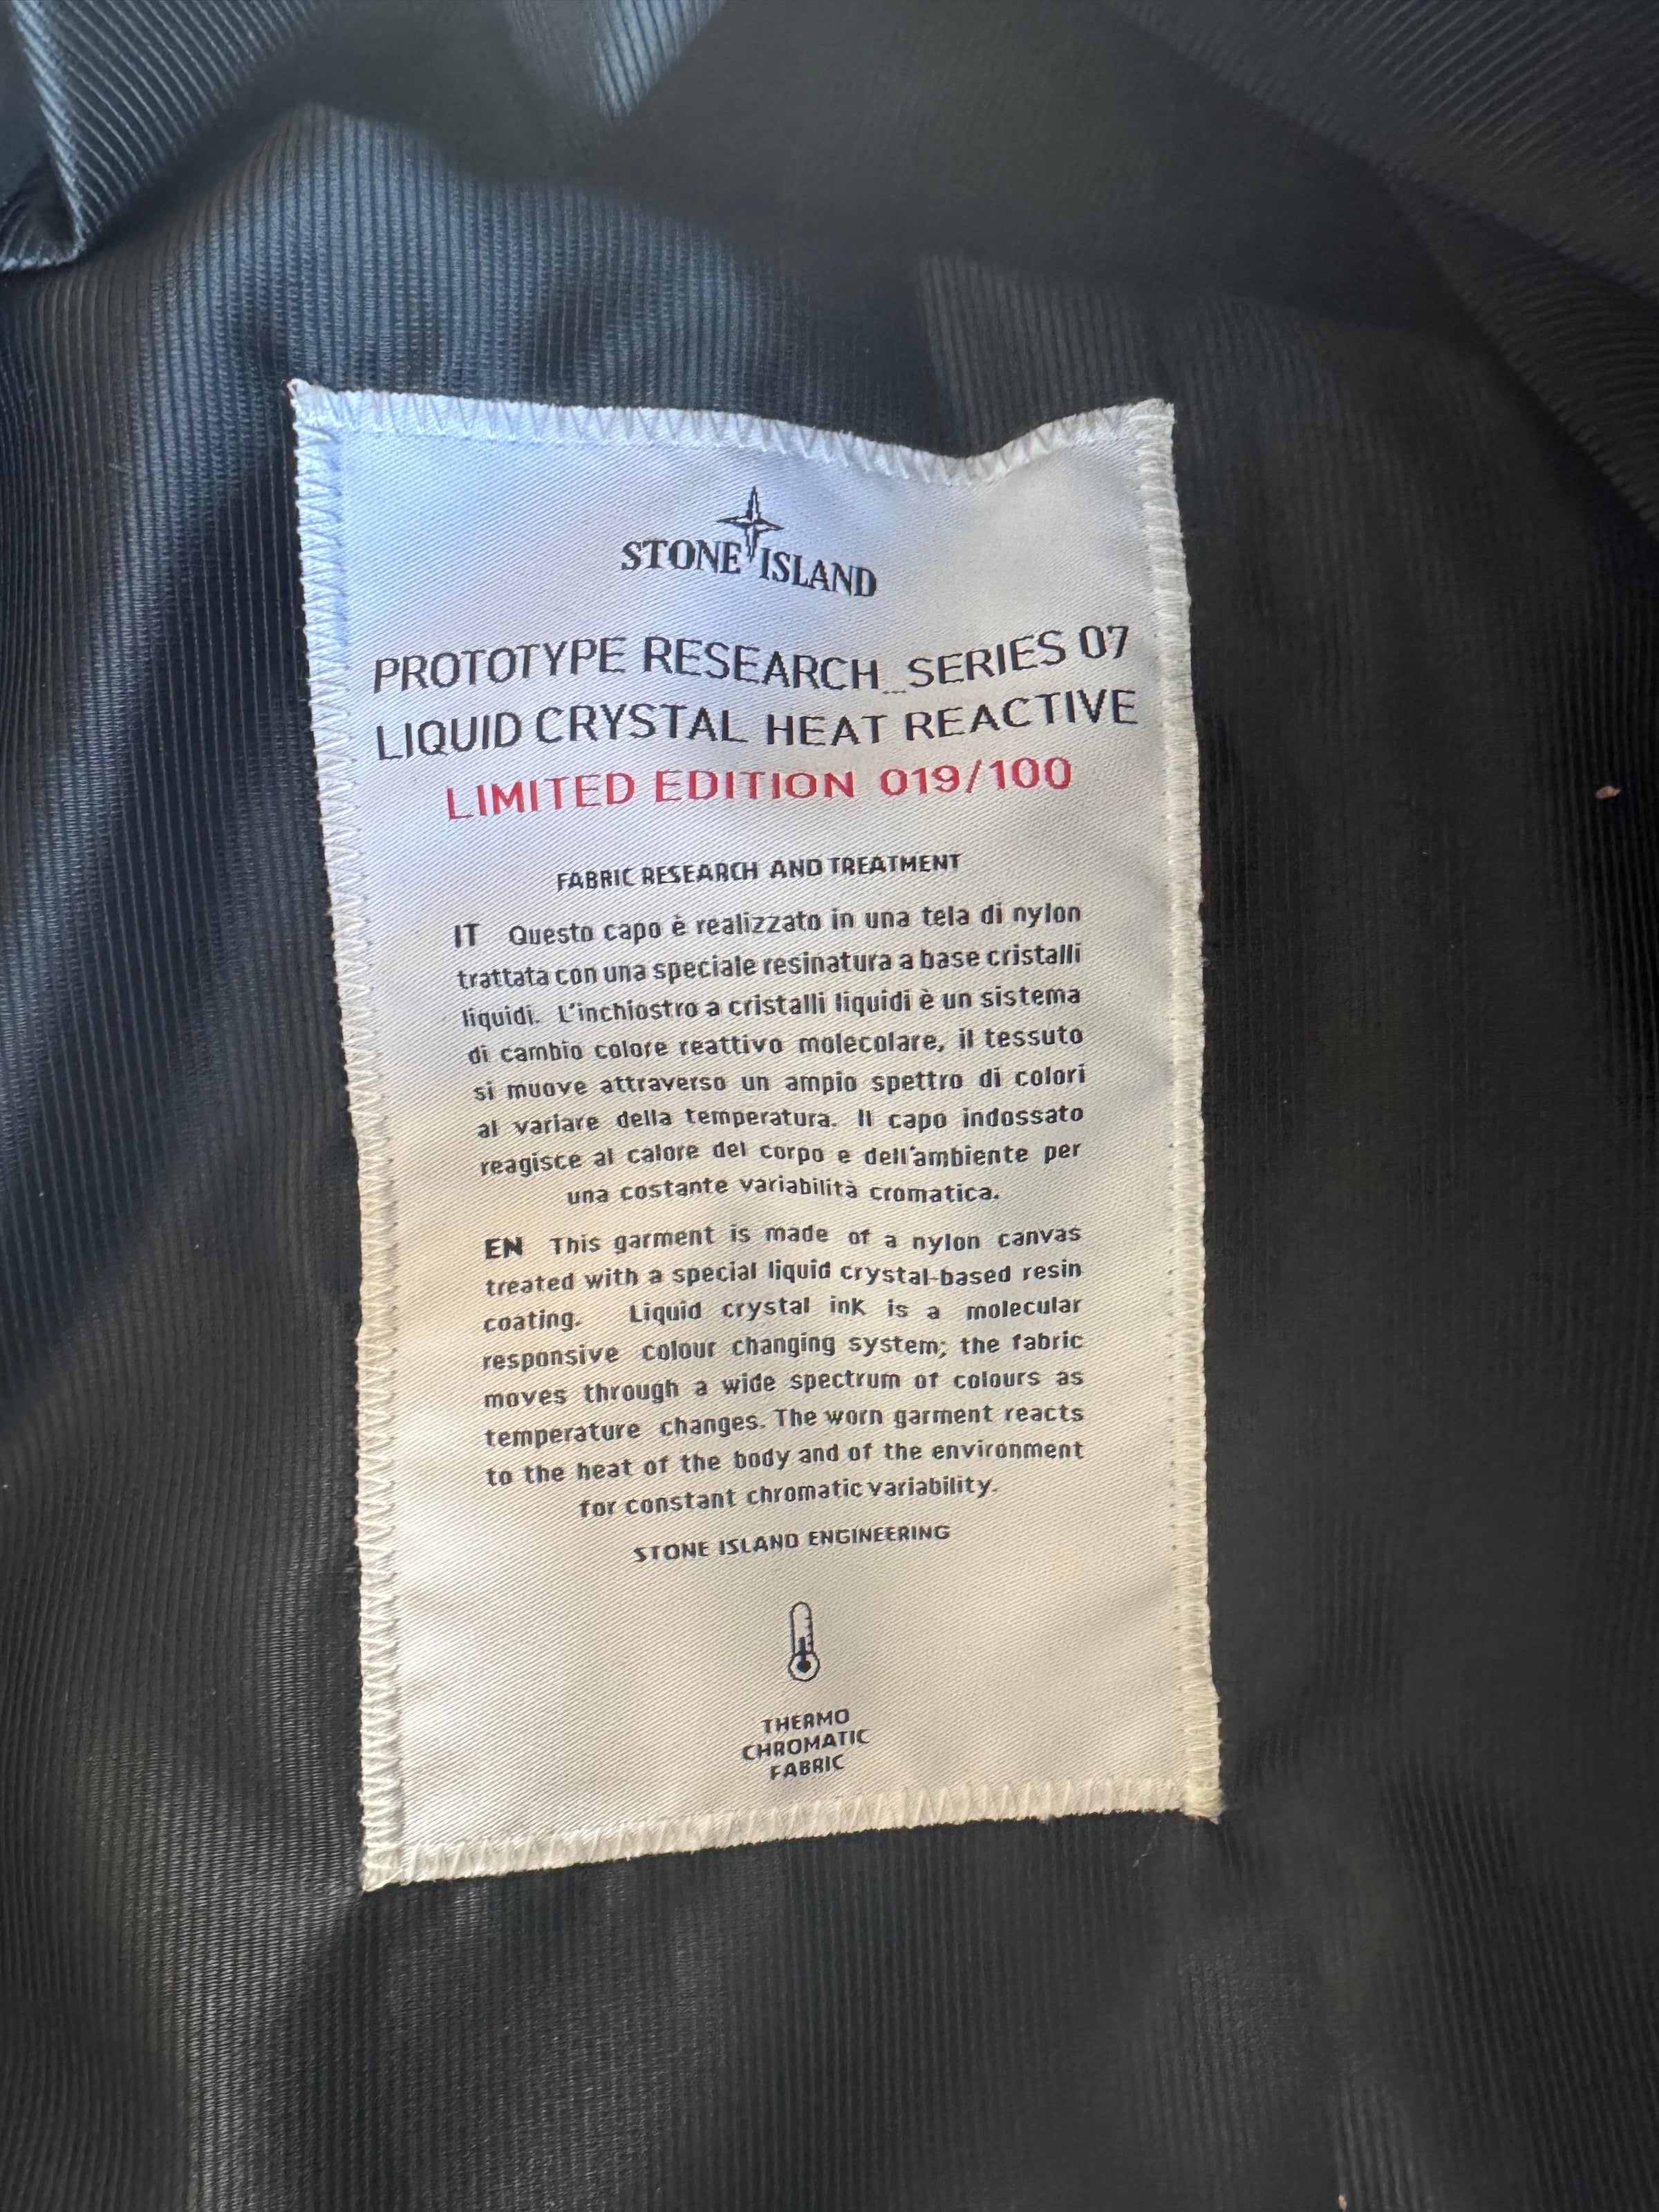 STONE ISLAND
PROTOTYPE RESEARCH_SERIES 07
LIQUID CRYSTAL HEAT REACTIVE
LIMITED EDITION 019/100
FABRIC RESEARCH AND TREATMENT
IT Questo capo è realizzato in una tela di nylon
trattata con una speciale resinatura a base cristalli
liquidi. L'inchiostro a cristalli liquidi è un sistema
di cambio colore reattivo molecolare, il tessuto
si muove attraverso un ampio spettro di colori
al variare della temperatura. Il capo indossato
reagisce al calore del corpo e dell'ambiente per
una costante variabilità cromatica.
EN This garment is made of a nylon canvas
treated with a special liquid crystal-based resin
coating. Liquid crystal ink is a molecular
responsive colour changing system; the fabric
moves through a wide spectrum of colours as
temperature changes. The worn garment reacts
to the heat of the body and of the environment
for constant chromatic variability.
STONE ISLAND ENGINEERING
THERMO
CHROMATIC
FABRIC